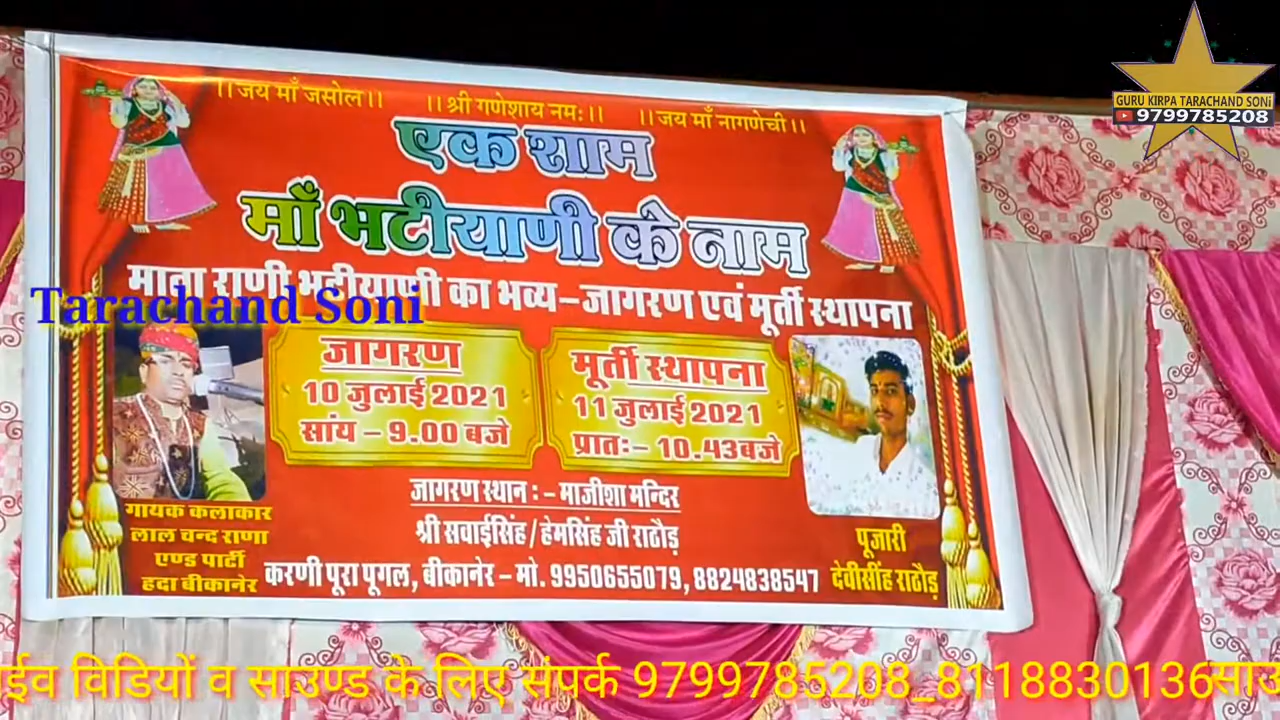 GURU KIRPA TARACHAND SONi
9799785208
।।जय माँ जसोल।। ।।श्री गणेशाय नमः।। ।।जय माँ नागणेची।।
एक शाम
माँ भटीयाणी के नाम
माता राणी भटीयाणी का भव्य-जागरण एवं मूर्ती स्थापना
Tarachand Soni
जागरण
10 जुलाई 2021
सांय - 9.00 बजे
मूर्ती स्थापना
11 जुलाई 2021
प्रातः- 10.43बजे
जागरण स्थान : - माजीशा मन्दिर
श्री सवाईसिंह / हेमसिंह जी राठौड़
करणी पूरा पूगल, बीकानेर - मो. 9950655079, 8824838547
गायक कलाकार
लाल चन्द राणा
एण्ड पार्टी
हदा बीकानेर
पूजारी
देवीसींह राठौड़
ाईव विडियों व साउण्ड के लिए संपर्क 9799785208_8118830136साउ